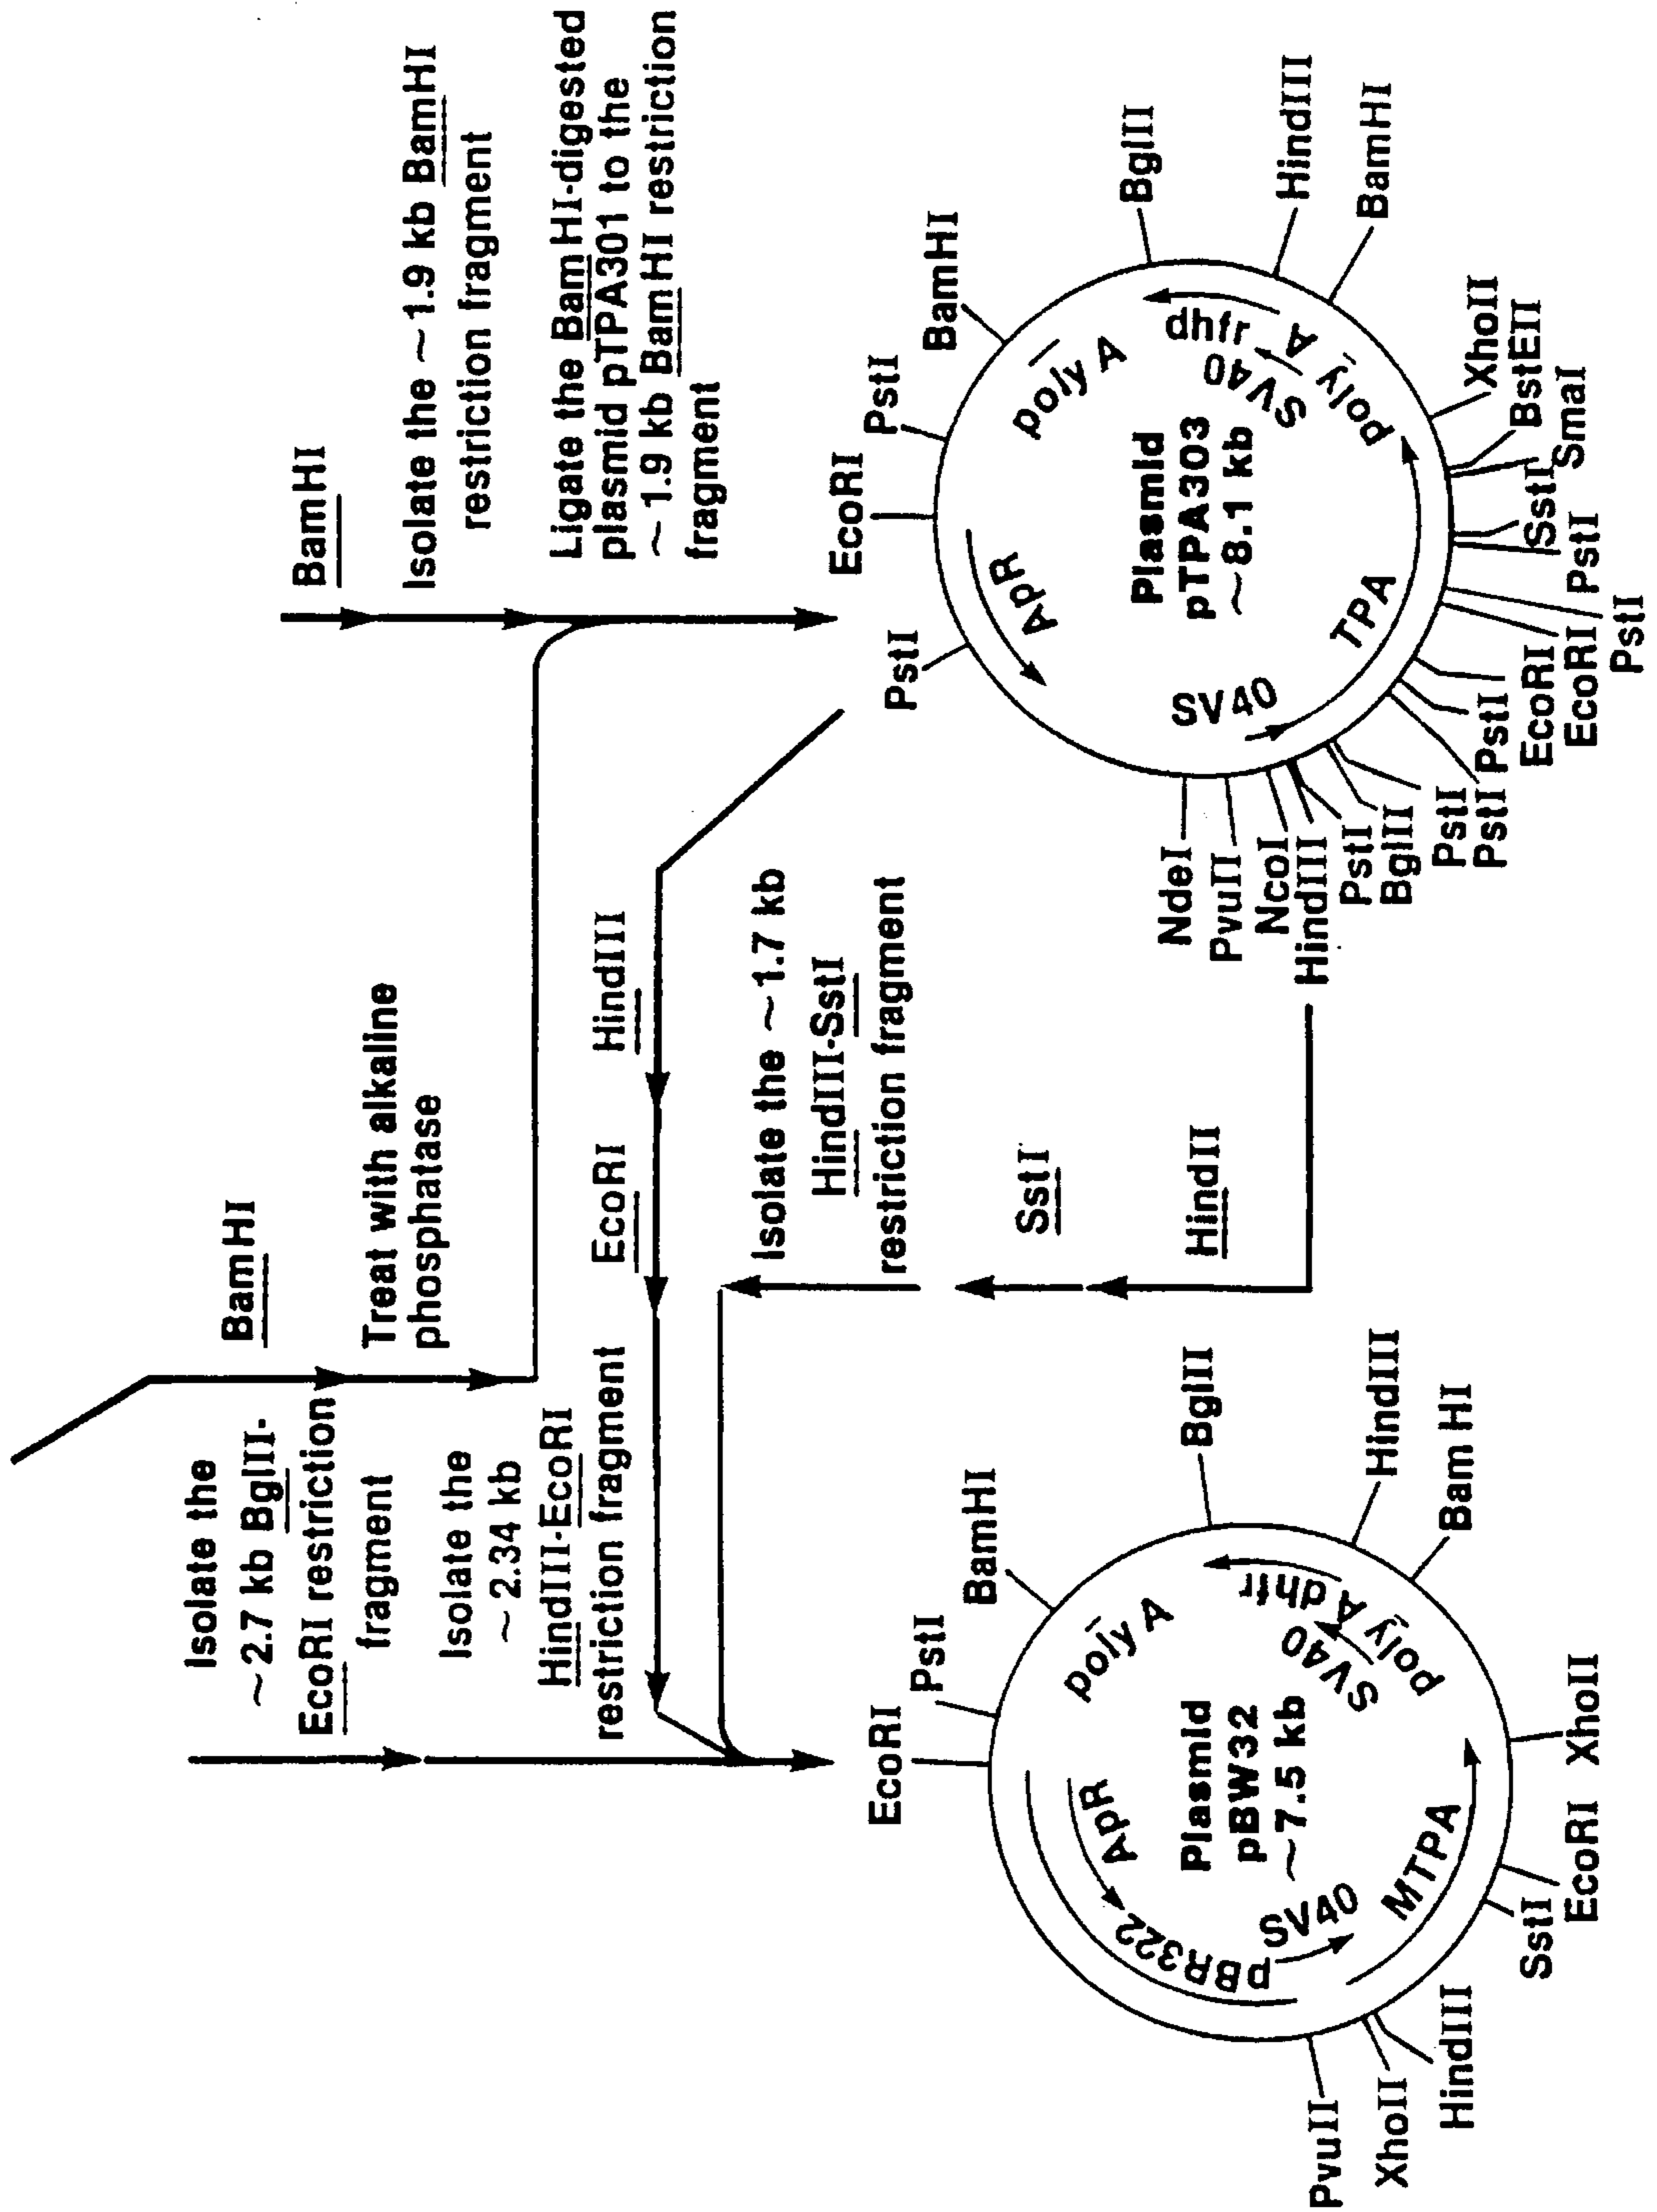 BamHI
Isolate the ~1.9 kb BamHI
restriction fragment
Ligate the BamHI-digested
plasmid pTPA301 to the
~1.9 kb BamHI restriction
fragment
BamHI
Treat with alkaline
phosphatase
Isolate the
~2.7 kb BglII-
EcoRI restriction
fragment
Isolate the
~2.34 kb
HindIII-EcoRI
restriction fragment
EcoRI
HindIII
Isolate the ~1.7 kb
HindIII-SstI
restriction fragment
SstI
HindII
EcoRI
PstI
BamHI
BglII
HindIII
Bam HI
XhoII
EcoRI
SstI
HindIII
XhoII
PvuII
Plasmid
pBW32
~7.5 kb
ApR
pBR322
SV40
MTPA
poly A
SV40
dhfr
poly A
PstI
EcoRI
PstI
BamHI
BglII
HindIII
BamHI
XhoII
BstEII
SmaI
SstI
PstI
PstI
EcoRI
EcoRI
PstI
PstI
PstI
BglII
PstI
HindIII
NcoI
PvuII
NdeI
Plasmid
pTPA303
~8.1 kb
ApR
SV40
TPA
poly A
SV40
dhfr
poly A